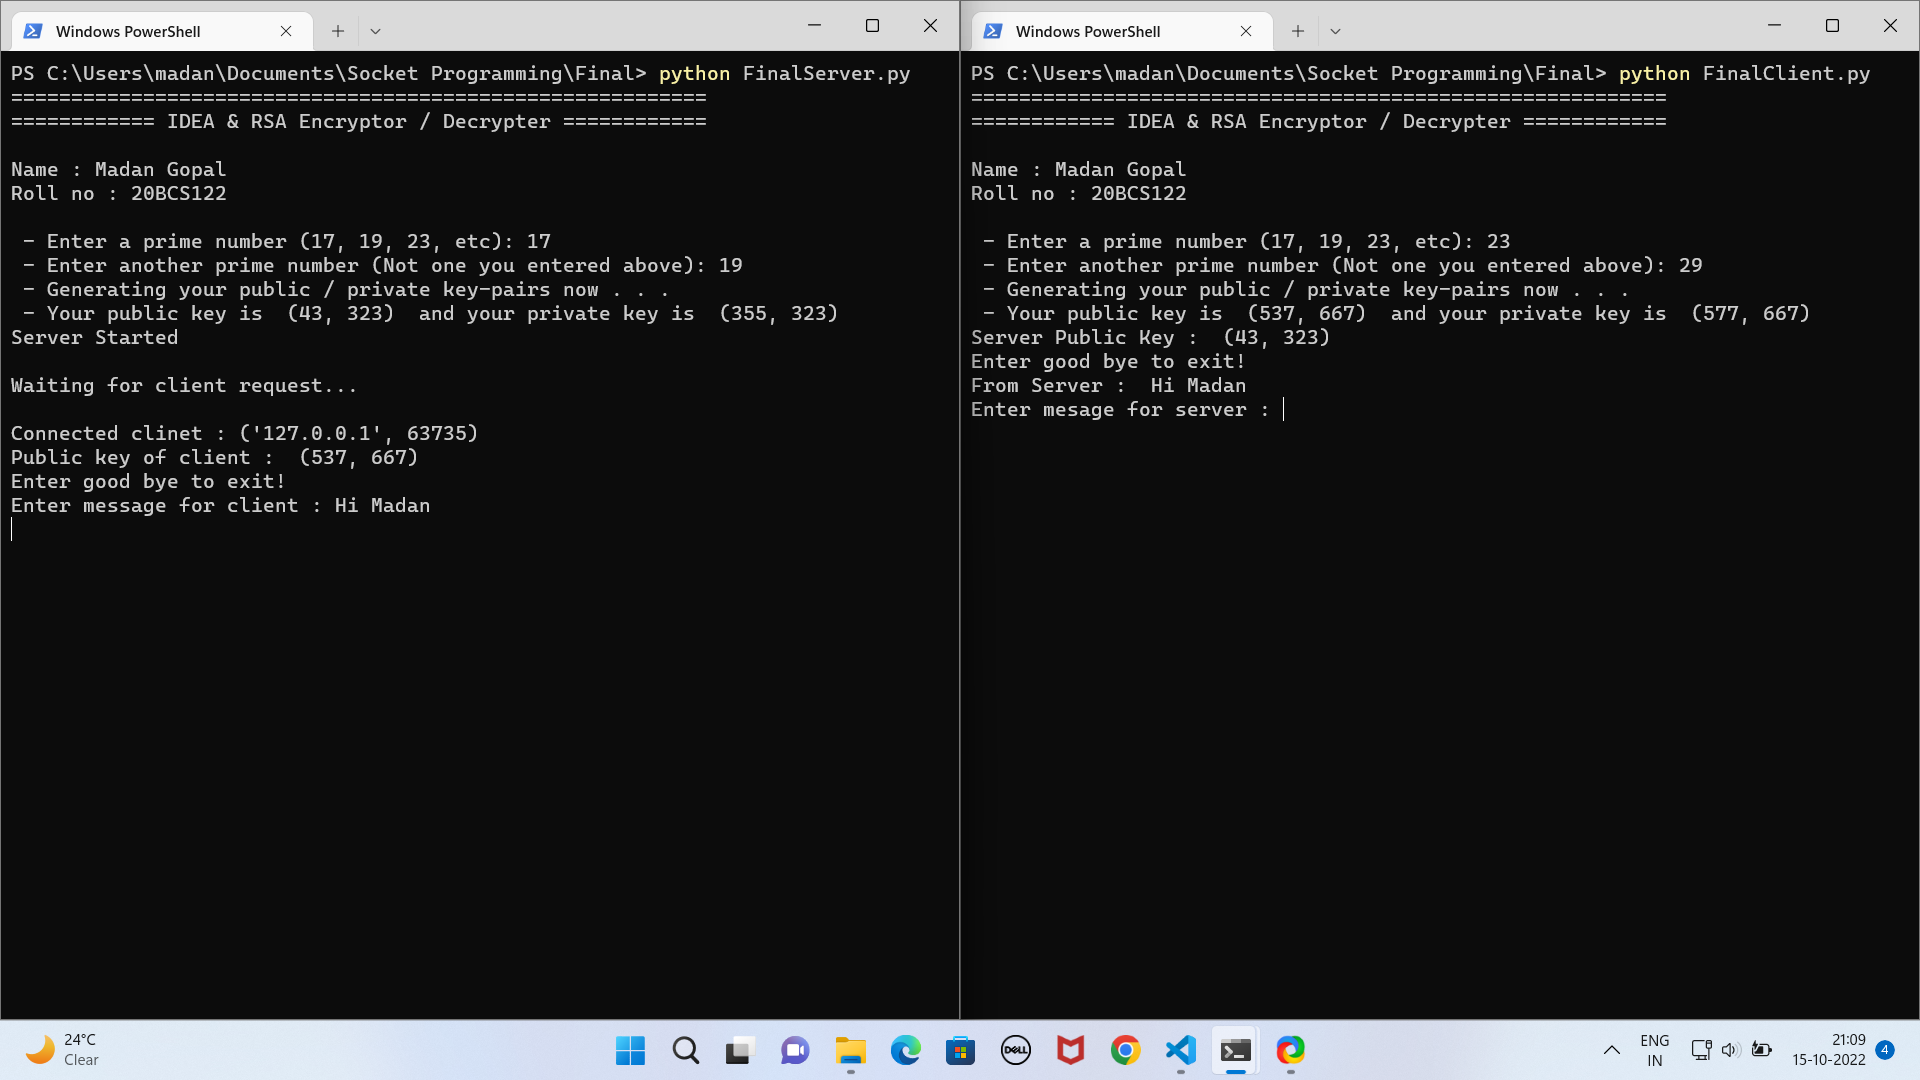 Windows PowerShell
PS C:\Users\madan\Documents\Socket Programming\Final> python FinalServer.py
==========================================================
============ IDEA & RSA Encryptor / Decrypter ============
Name : Madan Gopal
Roll no : 20BCS122
- Enter a prime number (17, 19, 23, etc): 17
- Enter another prime number (Not one you entered above): 19
- Generating your public / private key-pairs now . . .
- Your public key is  (43, 323)  and your private key is  (355, 323)
Server Started
Waiting for client request...
Connected clinet : ('127.0.0.1', 63735)
Public key of client :  (537, 667)
Enter good bye to exit!
Enter message for client : Hi Madan
Windows PowerShell
PS C:\Users\madan\Documents\Socket Programming\Final> python FinalClient.py
==========================================================
============ IDEA & RSA Encryptor / Decrypter ============
Name : Madan Gopal
Roll no : 20BCS122
- Enter a prime number (17, 19, 23, etc): 23
- Enter another prime number (Not one you entered above): 29
- Generating your public / private key-pairs now . . .
- Your public key is  (537, 667)  and your private key is  (577, 667)
Server Public Key :  (43, 323)
Enter good bye to exit!
From Server :  Hi Madan
Enter mesage for server :
24°C
Clear
DELL
ENG
IN
21:09
15-10-2022
4